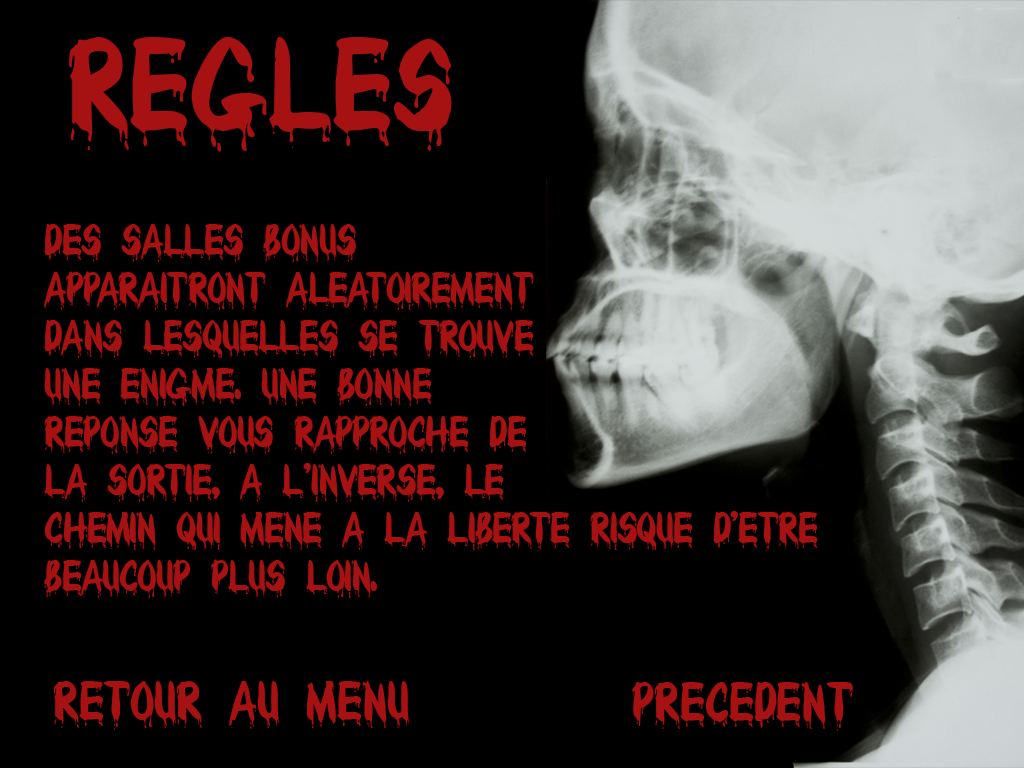 REGLES
DES SALLES BONUS
APPARAITRONT ALEATOIREMENT
DANS LESQUELLES SE TROUVE
UNE ENIGME. UNE BONNE
REPONSE VOUS RAPPROCHE DE
LA SORTIE. A L'INVERSE, LE
CHEMIN QUI MENE A LA LIBERTE RISQUE D'ETRE
BEAUCOUP PLUS LOIN.
RETOUR AU MENU
PRECEDENT